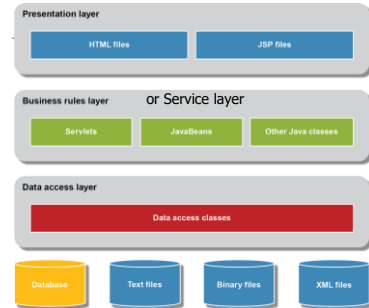 Presentation layer
HTML files JSP files
Business rules layer or Service layer
Servlets JavaBeans Other Java classes
Data access layer
Data access classes
Database Text files Binary files XML files